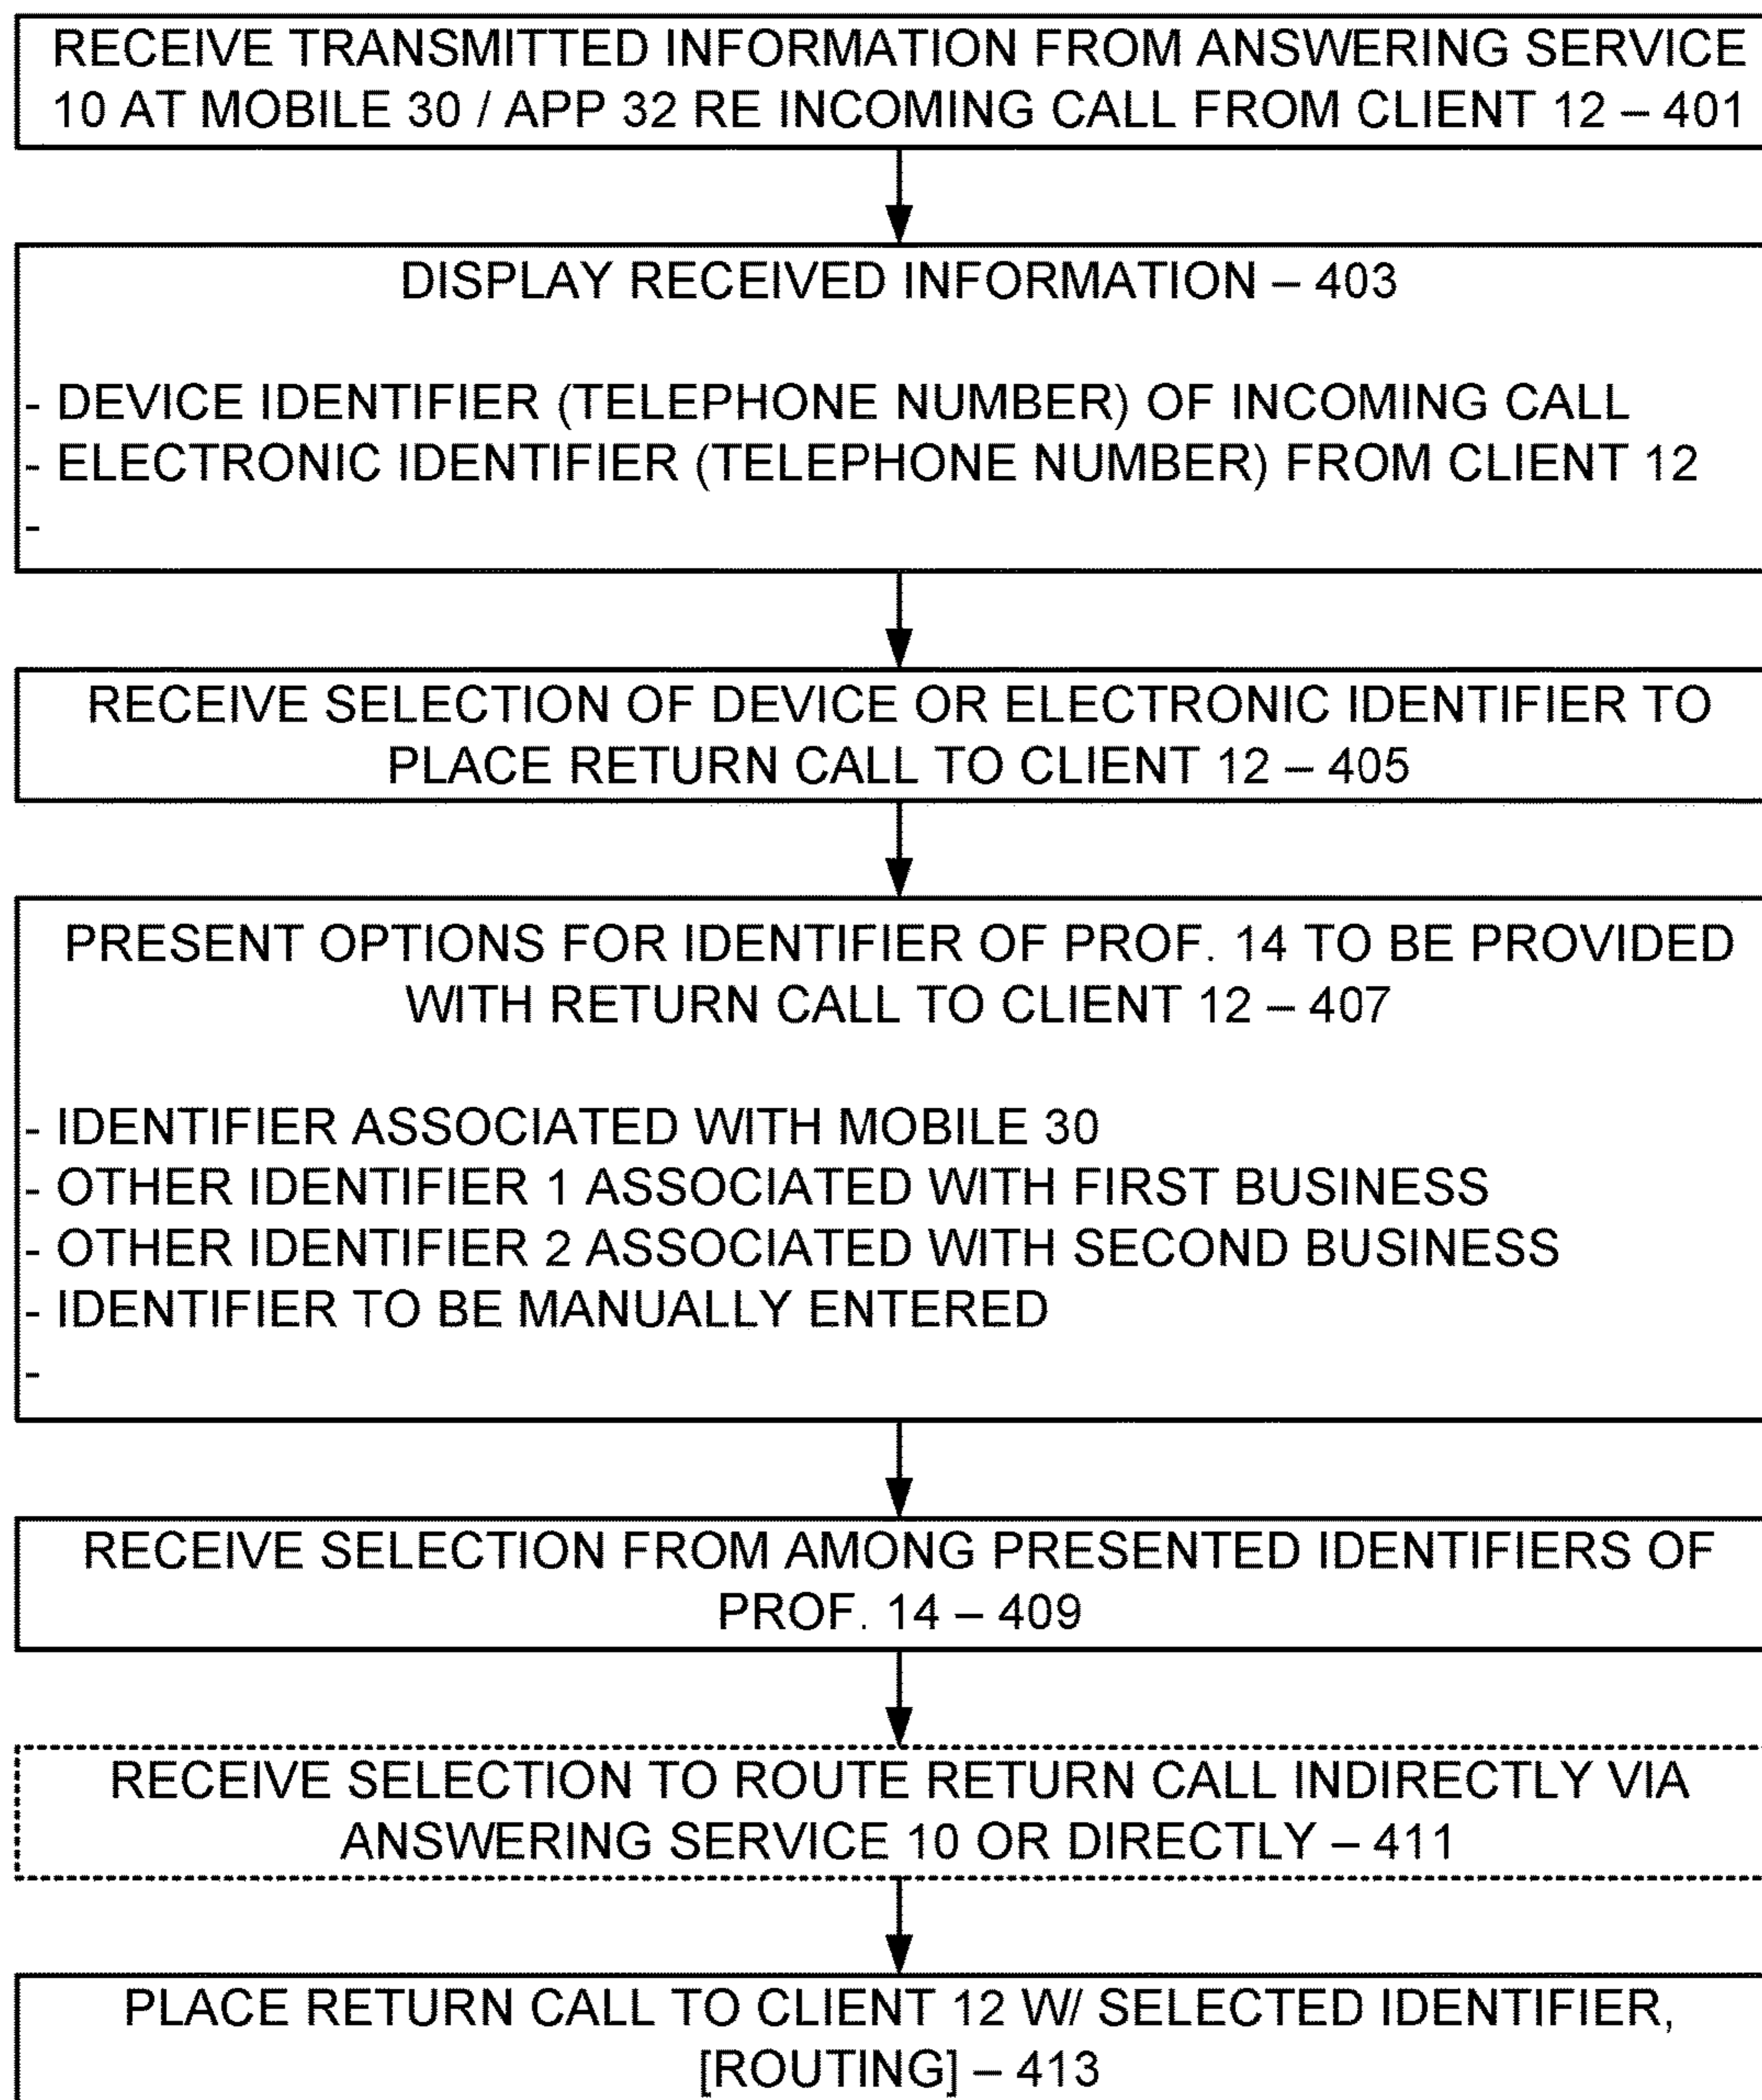 RECEIVE TRANSMITTED INFORMATION FROM ANSWERING SERVICE
10 AT MOBILE 30 / APP 32 RE INCOMING CALL FROM CLIENT 12 – 401
DISPLAY RECEIVED INFORMATION – 403
- DEVICE IDENTIFIER (TELEPHONE NUMBER) OF INCOMING CALL
- ELECTRONIC IDENTIFIER (TELEPHONE NUMBER) FROM CLIENT 12
-
RECEIVE SELECTION OF DEVICE OR ELECTRONIC IDENTIFIER TO
PLACE RETURN CALL TO CLIENT 12 – 405
PRESENT OPTIONS FOR IDENTIFIER OF PROF. 14 TO BE PROVIDED
WITH RETURN CALL TO CLIENT 12 – 407
- IDENTIFIER ASSOCIATED WITH MOBILE 30
- OTHER IDENTIFIER 1 ASSOCIATED WITH FIRST BUSINESS
- OTHER IDENTIFIER 2 ASSOCIATED WITH SECOND BUSINESS
- IDENTIFIER TO BE MANUALLY ENTERED
-
RECEIVE SELECTION FROM AMONG PRESENTED IDENTIFIERS OF
PROF. 14 – 409
RECEIVE SELECTION TO ROUTE RETURN CALL INDIRECTLY VIA
ANSWERING SERVICE 10 OR DIRECTLY – 411
PLACE RETURN CALL TO CLIENT 12 W/ SELECTED IDENTIFIER,
[ROUTING] – 413